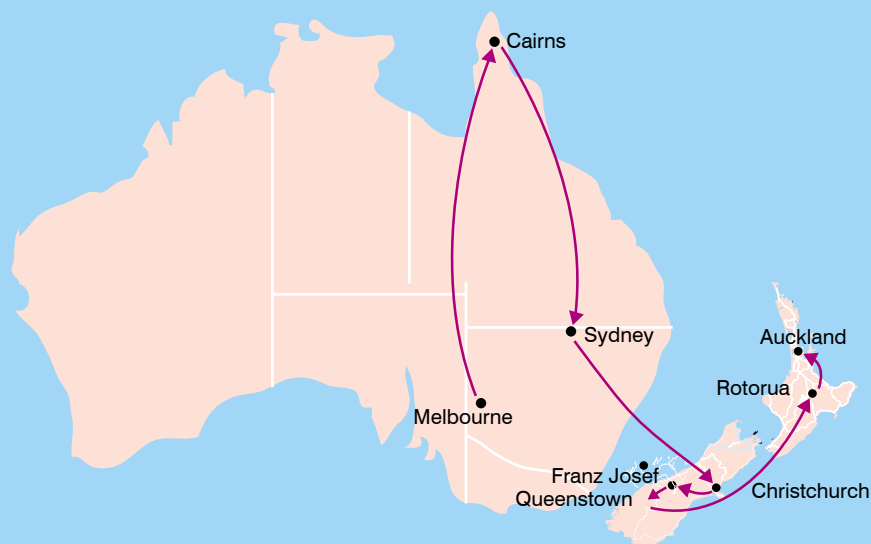 Cairns
Sydney
Auckland
Rotorua
Melbourne
Franz Josef
Christchurch
Queenstown